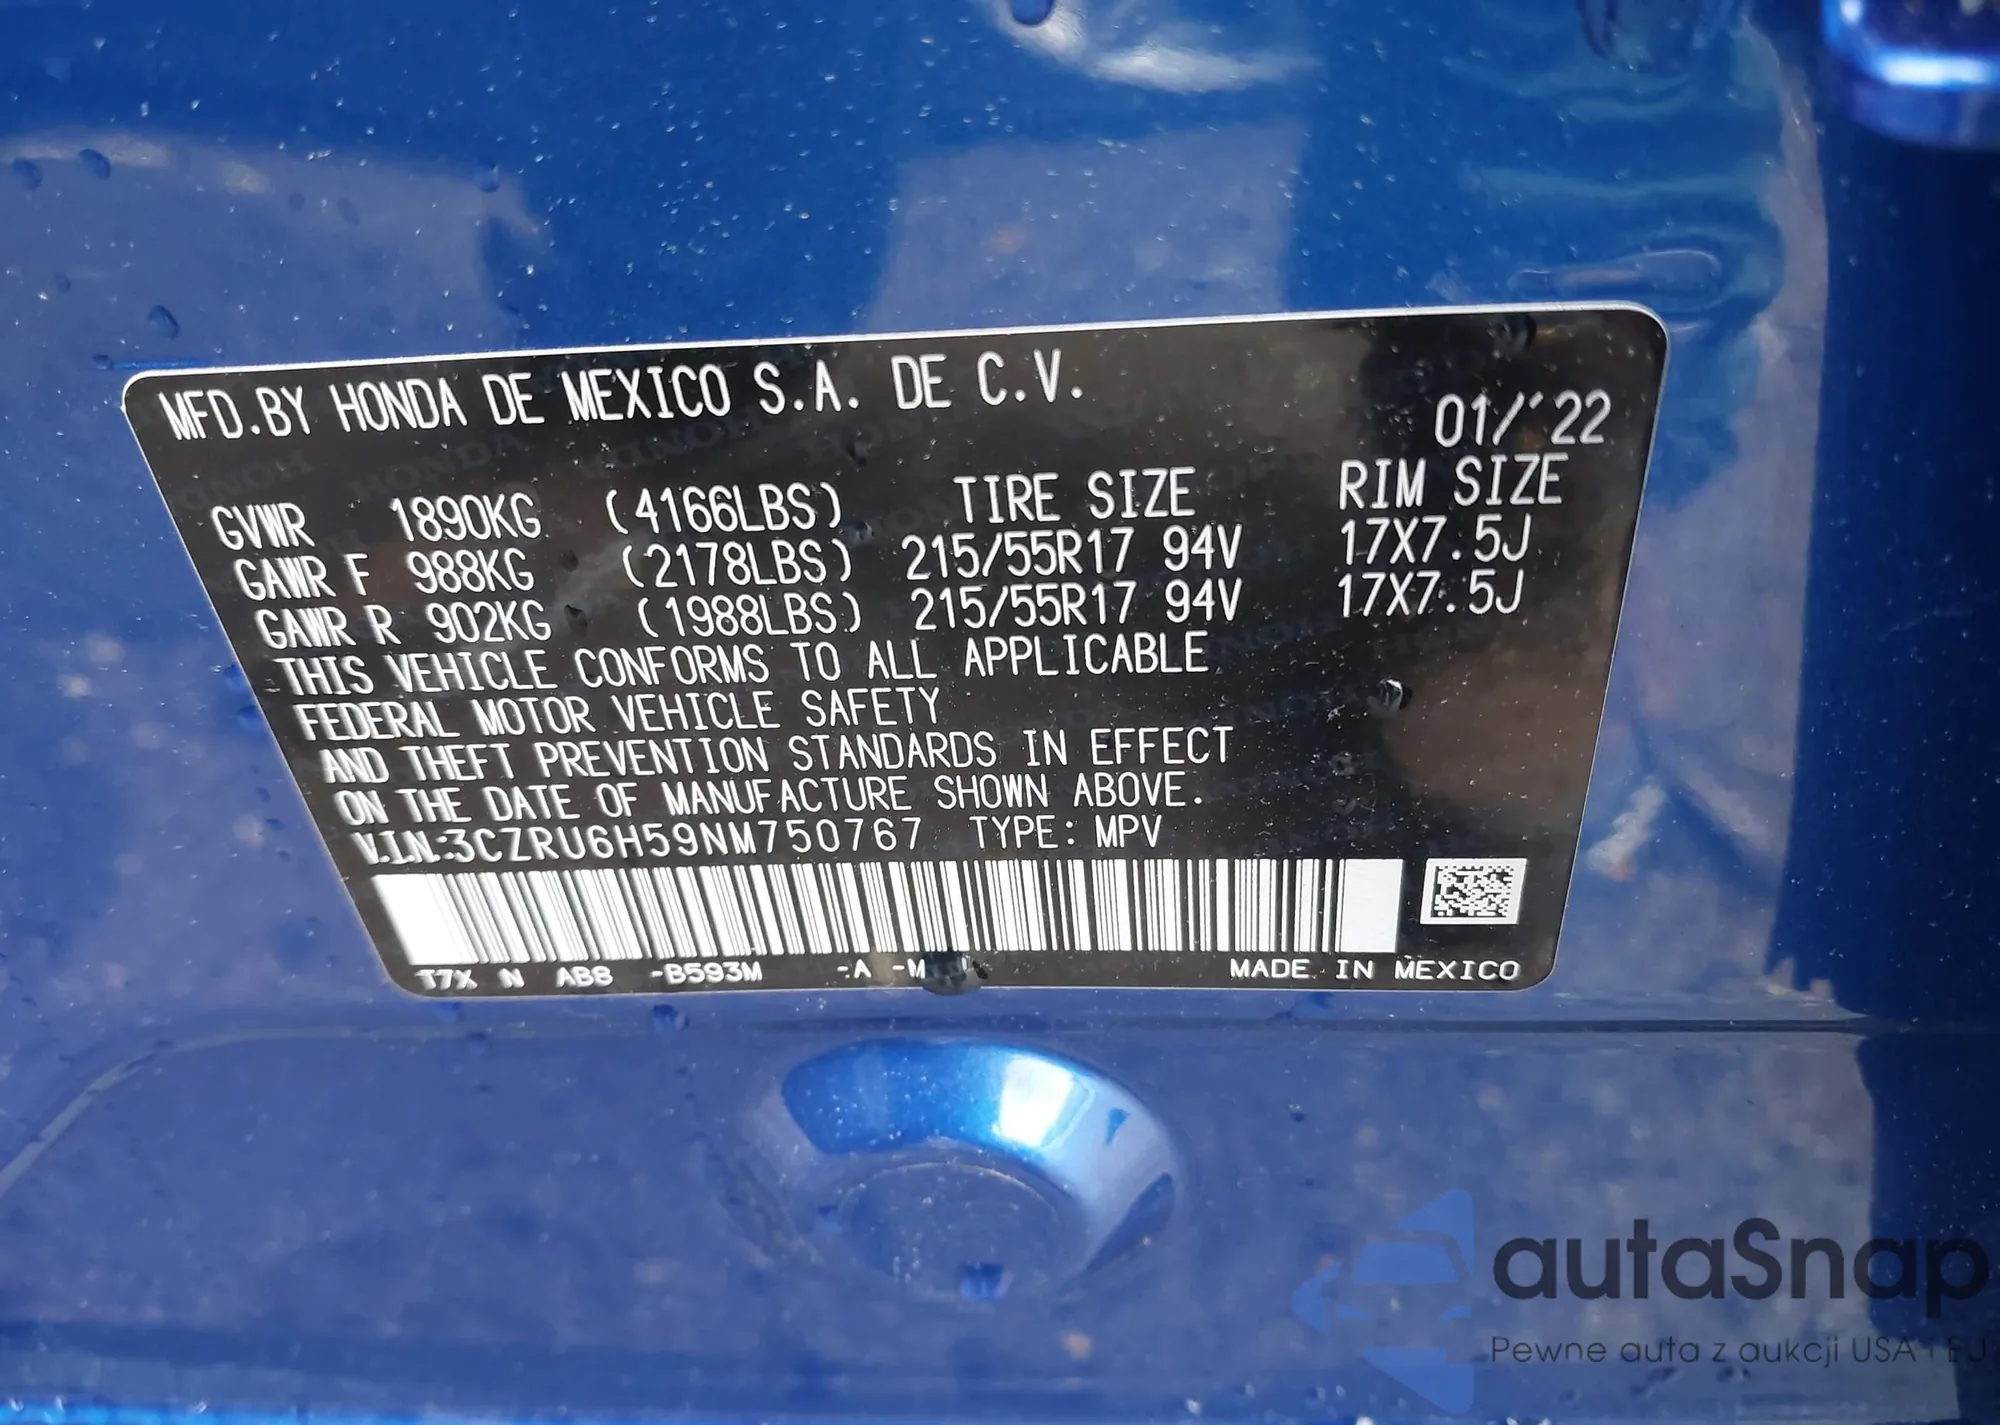 MFD.BY HONDA DE MEXICO S.A. DE C.V.
01/'22
GVWR 1890KG (4166LBS) TIRE SIZE RIM SIZE
GAWR F 988KG (2178LBS) 215/55R17 94V 17X7.5J
GAWR R 902KG (1988LBS) 215/55R17 94V 17X7.5J
THIS VEHICLE CONFORMS TO ALL APPLICABLE
FEDERAL MOTOR VEHICLE SAFETY
AND THEFT PREVENTION STANDARDS IN EFFECT
ON THE DATE OF MANUFACTURE SHOWN ABOVE.
V.I.N:3CZRU6H59NM750767 TYPE: MPV
T7X N AB8 -B593M -A -M MADE IN MEXICO
autaSnap
Pewne auta z aukcji USA i EU